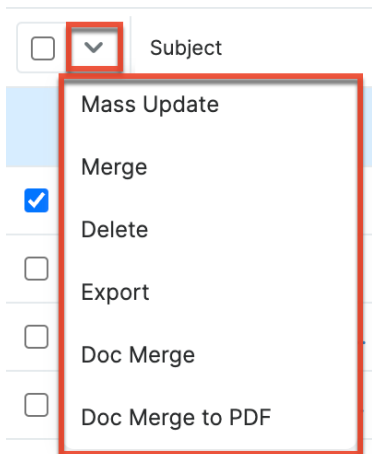 Subject
Mass Update
Merge
Delete
Export
Doc Merge
Doc Merge to PDF